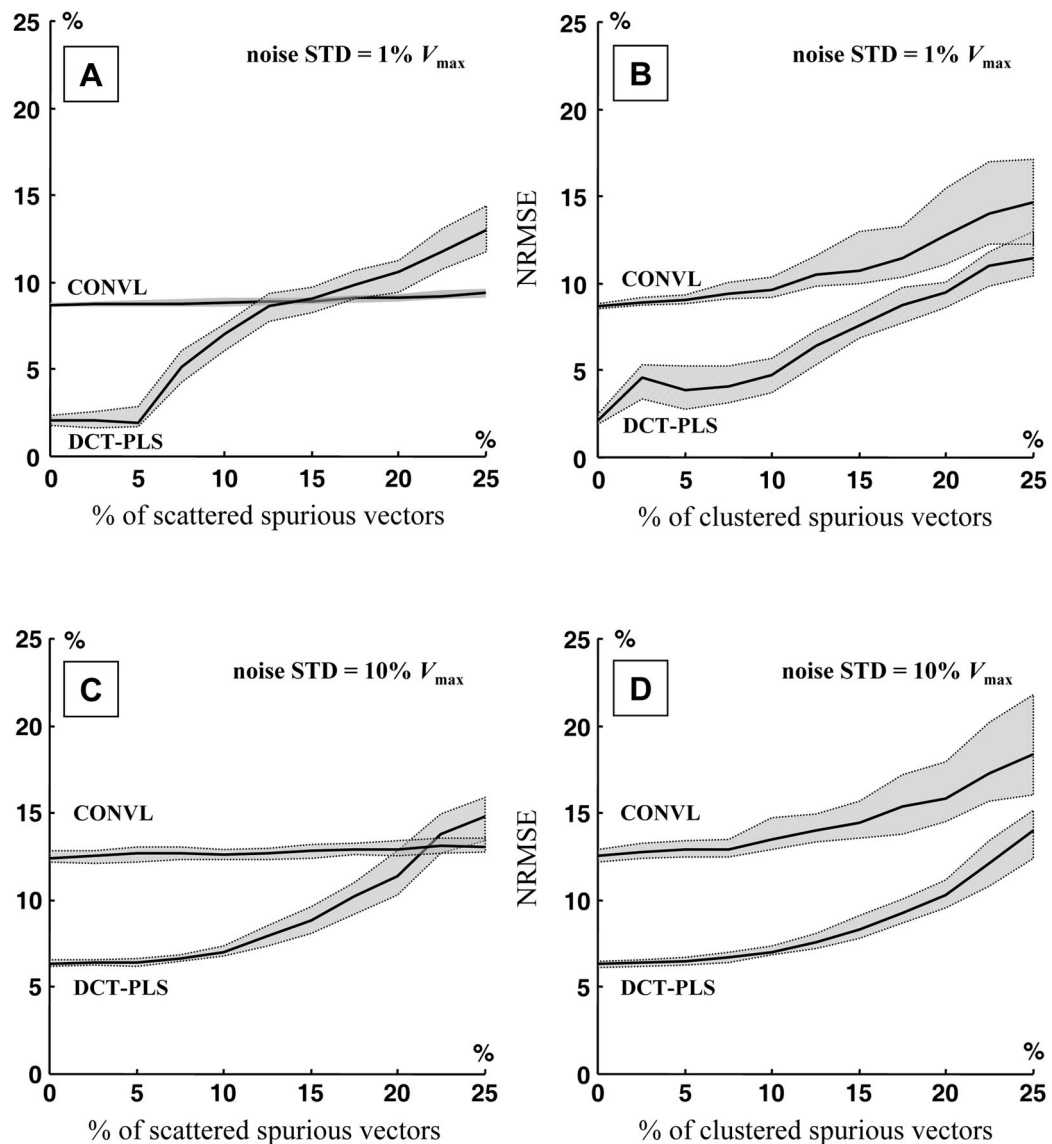 %
25
A
noise STD = 1% Vmax
20
15
10
CONVL
5
DCT-PLS
%
0
0 5 10 15 20 25
% of scattered spurious vectors
%
25
B
noise STD = 1% Vmax
20
NRMSE
15
10
CONVL
5
DCT-PLS
%
0
0 5 10 15 20 25
% of clustered spurious vectors
25 %
C
noise STD = 10% Vmax
20
15
CONVL
10
5
DCT-PLS
%
0
0 5 10 15 20 25
% of scattered spurious vectors
25 %
D
noise STD = 10% Vmax
20
NRMSE
15
CONVL
10
5
DCT-PLS
%
0
0 5 10 15 20 25
% of clustered spurious vectors